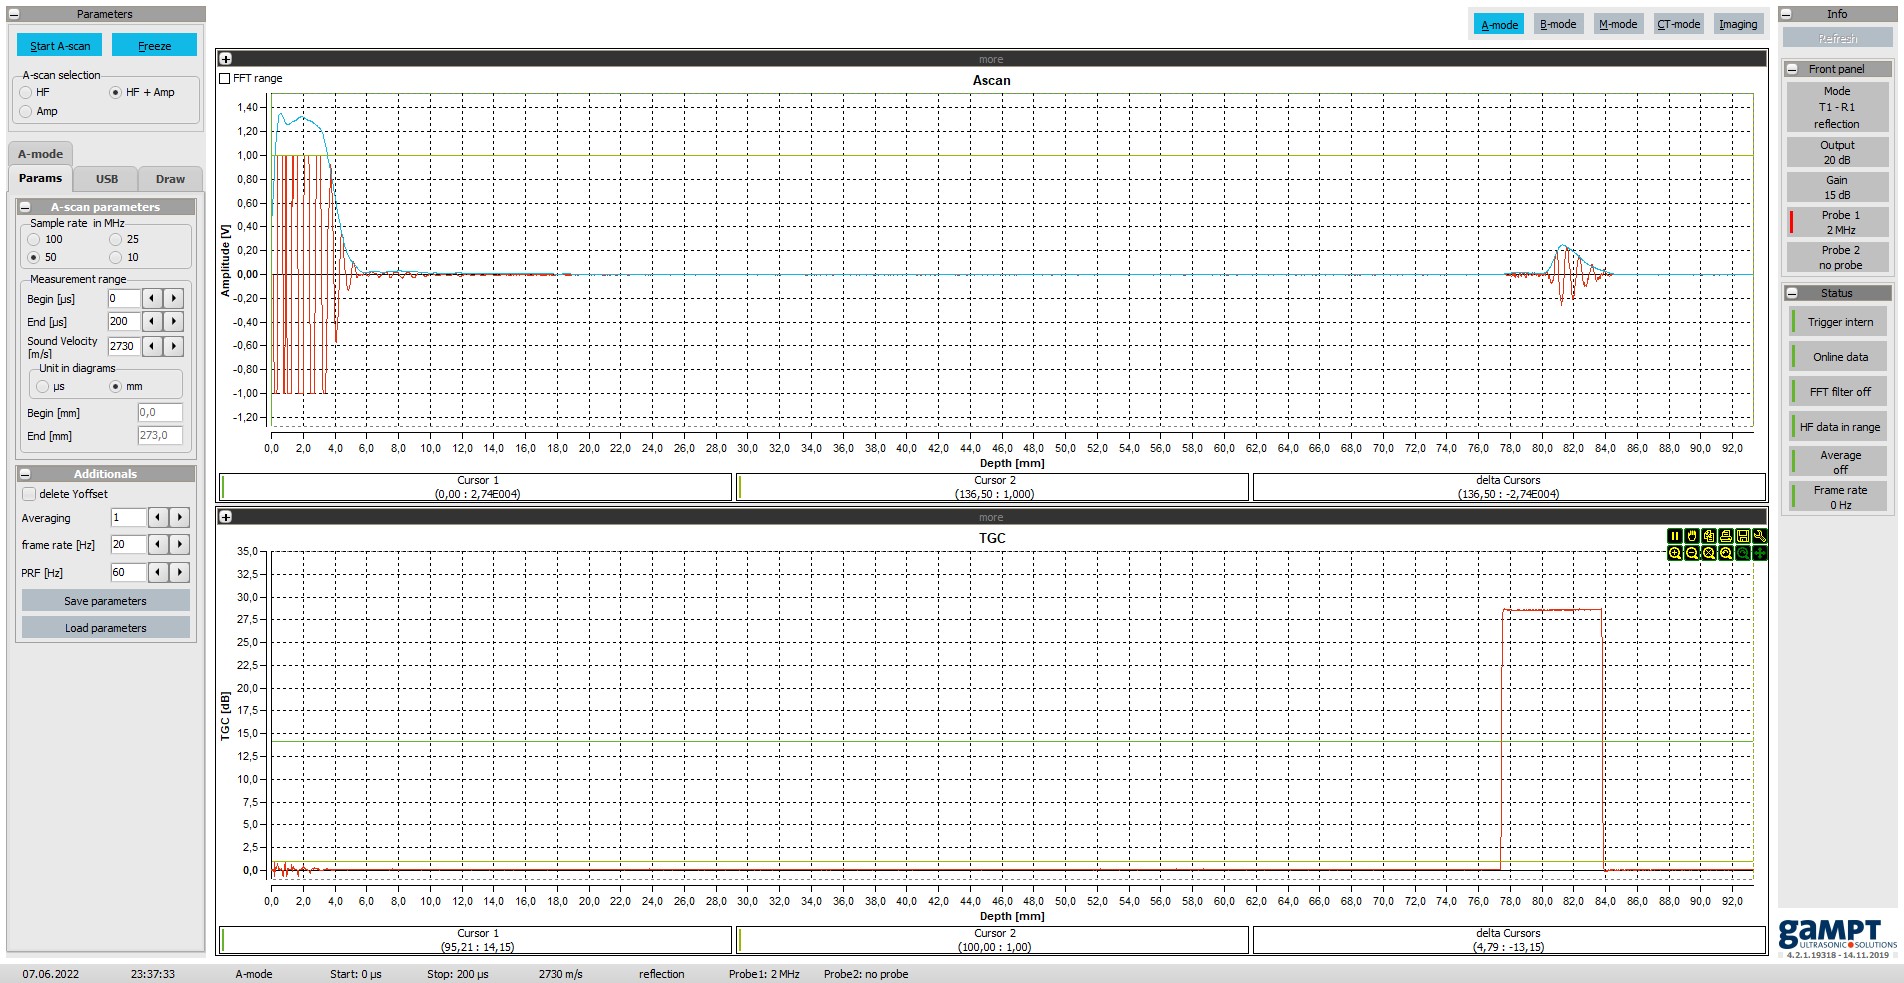 Parameters
Start A-scan Freeze
A-scan selection
HF HF + Amp
Amp
A-mode
Params USB Draw
A-scan parameters
Sample rate in MHz
100 25
50 10
Measurement range
Begin [µs] 0
End [µs] 200
Sound Velocity [m/s] 2730
Unit in diagrams
µs mm
Begin [mm] 0,0
End [mm] 273,0
Additionals
delete Yoffset
Averaging 1
frame rate [Hz] 20
PRF [Hz] 60
Save parameters
Load parameters
A-mode B-mode M-mode CT-mode Imaging
more
FFT range
Ascan
Amplitude [V]
1,40
1,20
1,00
0,80
0,60
0,40
0,20
0,00
-0,20
-0,40
-0,60
-0,80
-1,00
-1,20
0,0 2,0 4,0 6,0 8,0 10,0 12,0 14,0 16,0 18,0 20,0 22,0 24,0 26,0 28,0 30,0 32,0 34,0 36,0 38,0 40,0 42,0 44,0 46,0 48,0 50,0 52,0 54,0 56,0 58,0 60,0 62,0 64,0 66,0 68,0 70,0 72,0 74,0 76,0 78,0 80,0 82,0 84,0 86,0 88,0 90,0 92,0
Depth [mm]
Cursor 1 Cursor 2 delta Cursors
(0,00 : 2,74E004) (136,50 : 1,000) (136,50 : -2,74E004)
more
TGC
TGC [dB]
35,0
32,5
30,0
27,5
25,0
22,5
20,0
17,5
15,0
12,5
10,0
7,5
5,0
2,5
0,0
0,0 2,0 4,0 6,0 8,0 10,0 12,0 14,0 16,0 18,0 20,0 22,0 24,0 26,0 28,0 30,0 32,0 34,0 36,0 38,0 40,0 42,0 44,0 46,0 48,0 50,0 52,0 54,0 56,0 58,0 60,0 62,0 64,0 66,0 68,0 70,0 72,0 74,0 76,0 78,0 80,0 82,0 84,0 86,0 88,0 90,0 92,0
Depth [mm]
Cursor 1 Cursor 2 delta Cursors
(95,21 : 14,15) (100,00 : 1,00) (4,79 : -13,15)
Info
Refresh
Front panel
Mode
T1 - R1
reflection
Output
20 dB
Gain
15 dB
Probe 1
2 MHz
Probe 2
no probe
Status
Trigger intern
Online data
FFT filter off
HF data in range
Average
off
Frame rate
0 Hz
gAMPT
ULTRASONIC SOLUTIONS
4.2.1.19318 - 14.11.2019
07.06.2022 23:37:33 A-mode Start: 0 µs Stop: 200 µs 2730 m/s reflection Probe1: 2 MHz Probe2: no probe